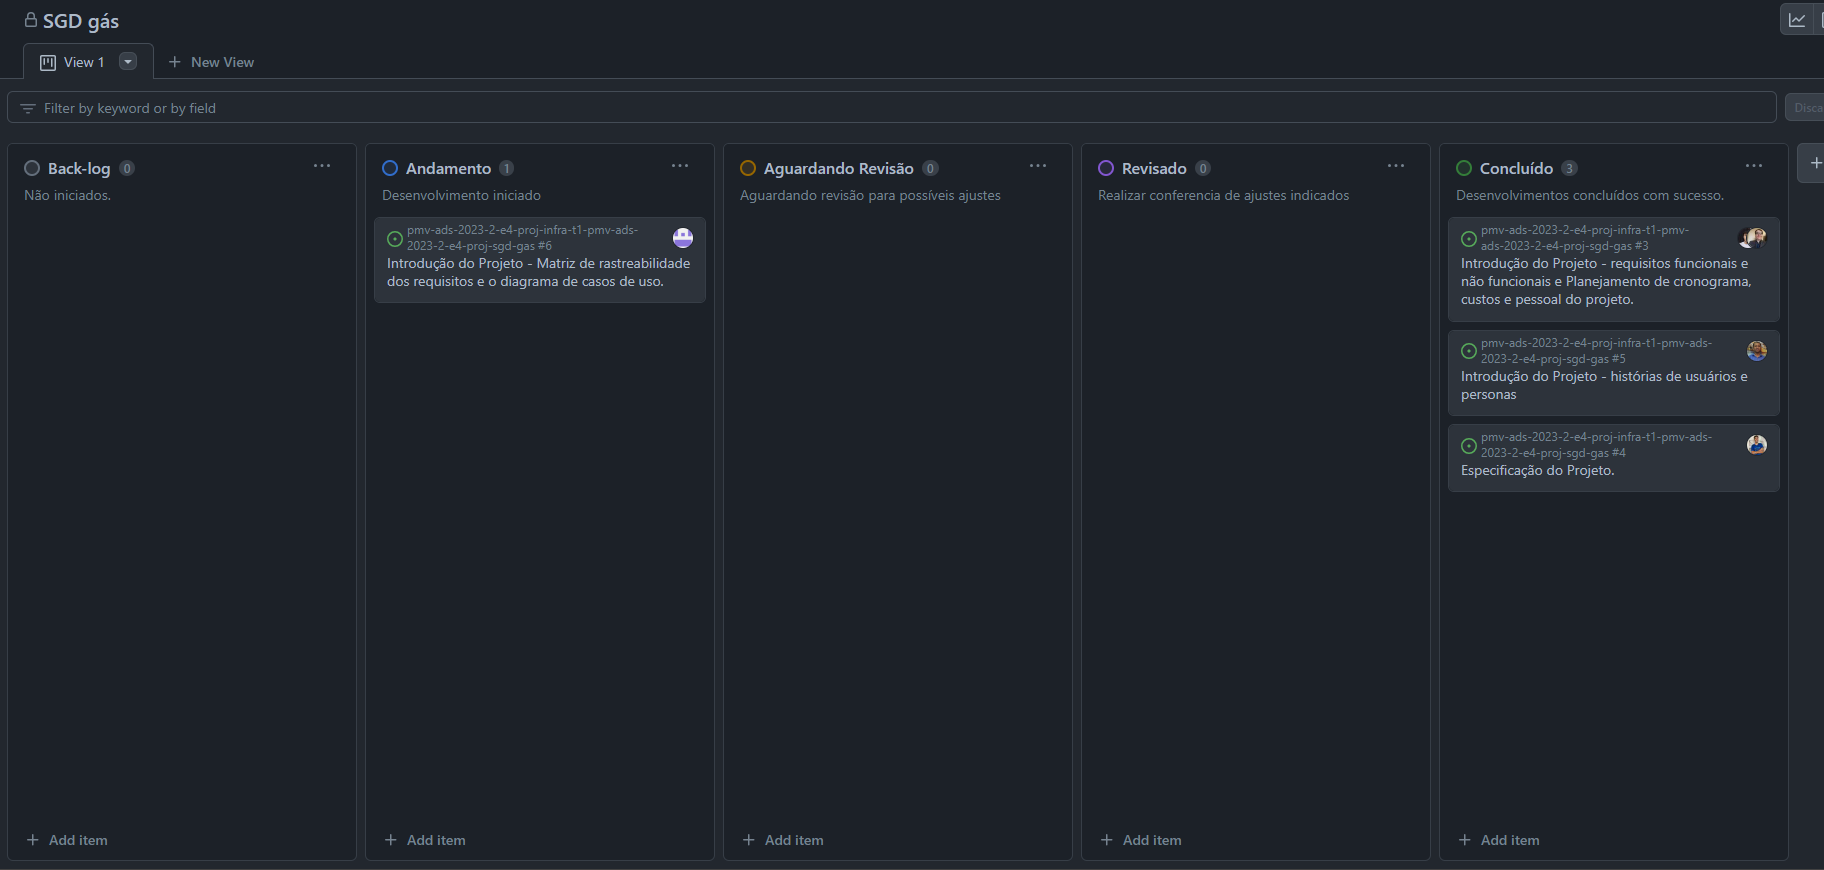 SGD gás
View 1
New View
Filter by keyword or by field
Disca
Back-log 0
Não iniciados.
Add item
Andamento 1
Desenvolvimento iniciado
pmv-ads-2023-2-e4-proj-infra-t1-pmv-ads-
2023-2-e4-proj-sgd-gas #6
Introdução do Projeto - Matriz de rastreabilidade
dos requisitos e o diagrama de casos de uso.
Add item
Aguardando Revisão 0
Aguardando revisão para possíveis ajustes
Add item
Revisado 0
Realizar conferencia de ajustes indicados
Add item
Concluído 3
Desenvolvimentos concluídos com sucesso.
pmv-ads-2023-2-e4-proj-infra-t1-pmv-
ads-2023-2-e4-proj-sgd-gas #3
Introdução do Projeto - requisitos funcionais e
não funcionais e Planejamento de cronograma,
custos e pessoal do projeto.
pmv-ads-2023-2-e4-proj-infra-t1-pmv-ads-
2023-2-e4-proj-sgd-gas #5
Introdução do Projeto - histórias de usuários e
personas
pmv-ads-2023-2-e4-proj-infra-t1-pmv-ads-
2023-2-e4-proj-sgd-gas #4
Especificação do Projeto.
Add item